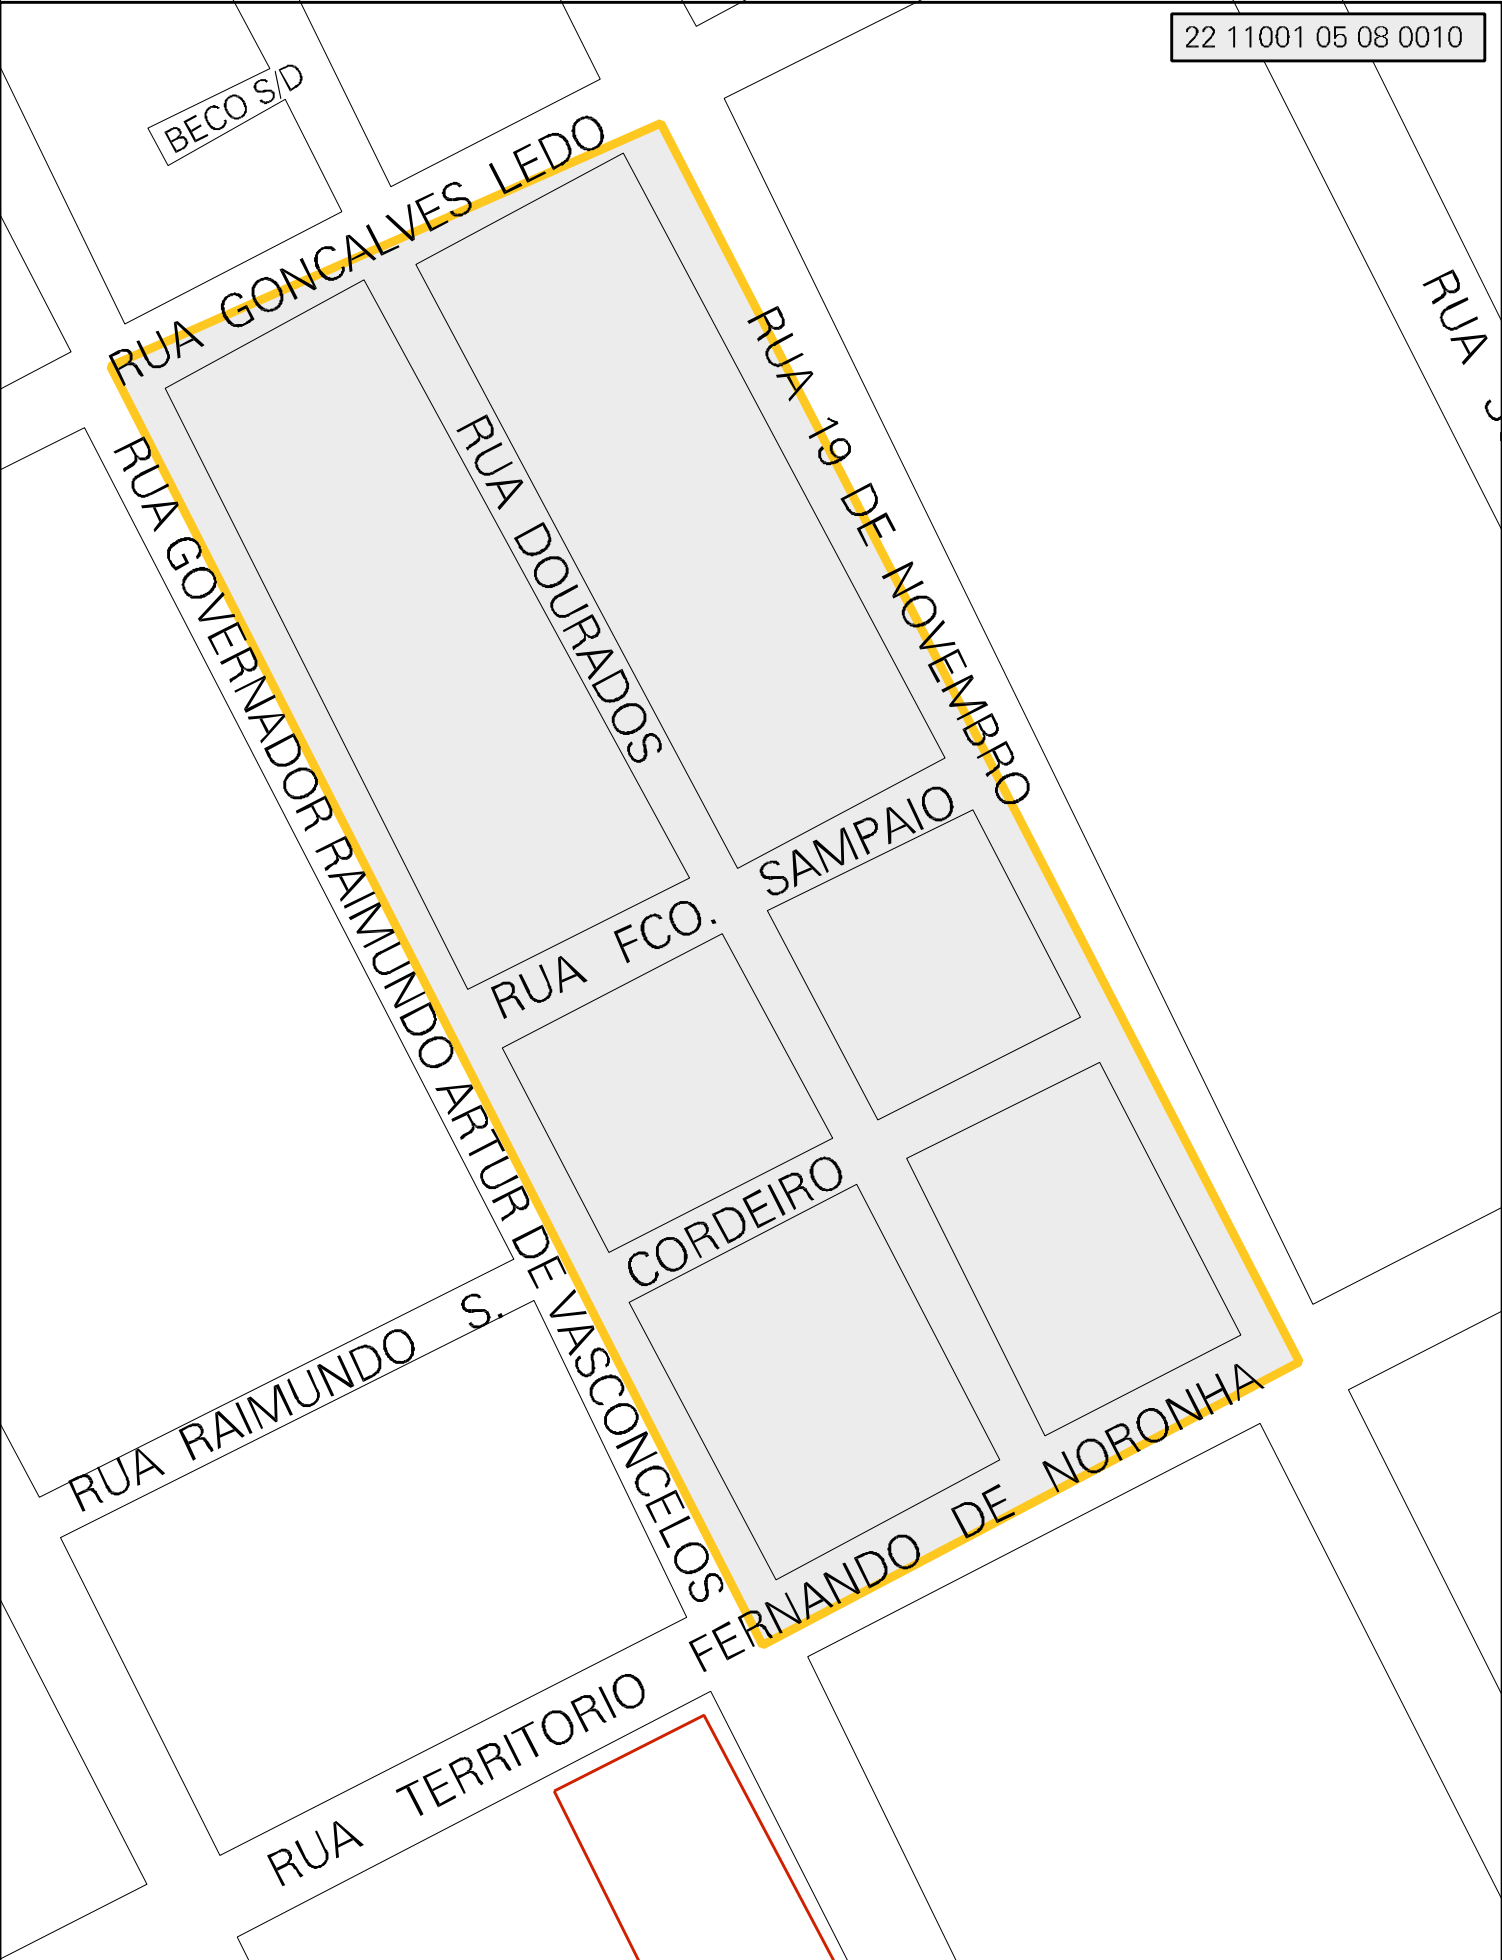 22 11001 05 08 0010
BECO S/D
RUA GONCALVES LEDO
RUA 19 DE NOVEMBRO
RUA
RUA DOURADOS
RUA GOVERNADOR RAIMUNDO ARTUR DE VASCONCELOS
RUA FCO. SAMPAIO
CORDEIRO
RUA RAIMUNDO S.
RUA TERRITORIO FERNANDO DE NORONHA